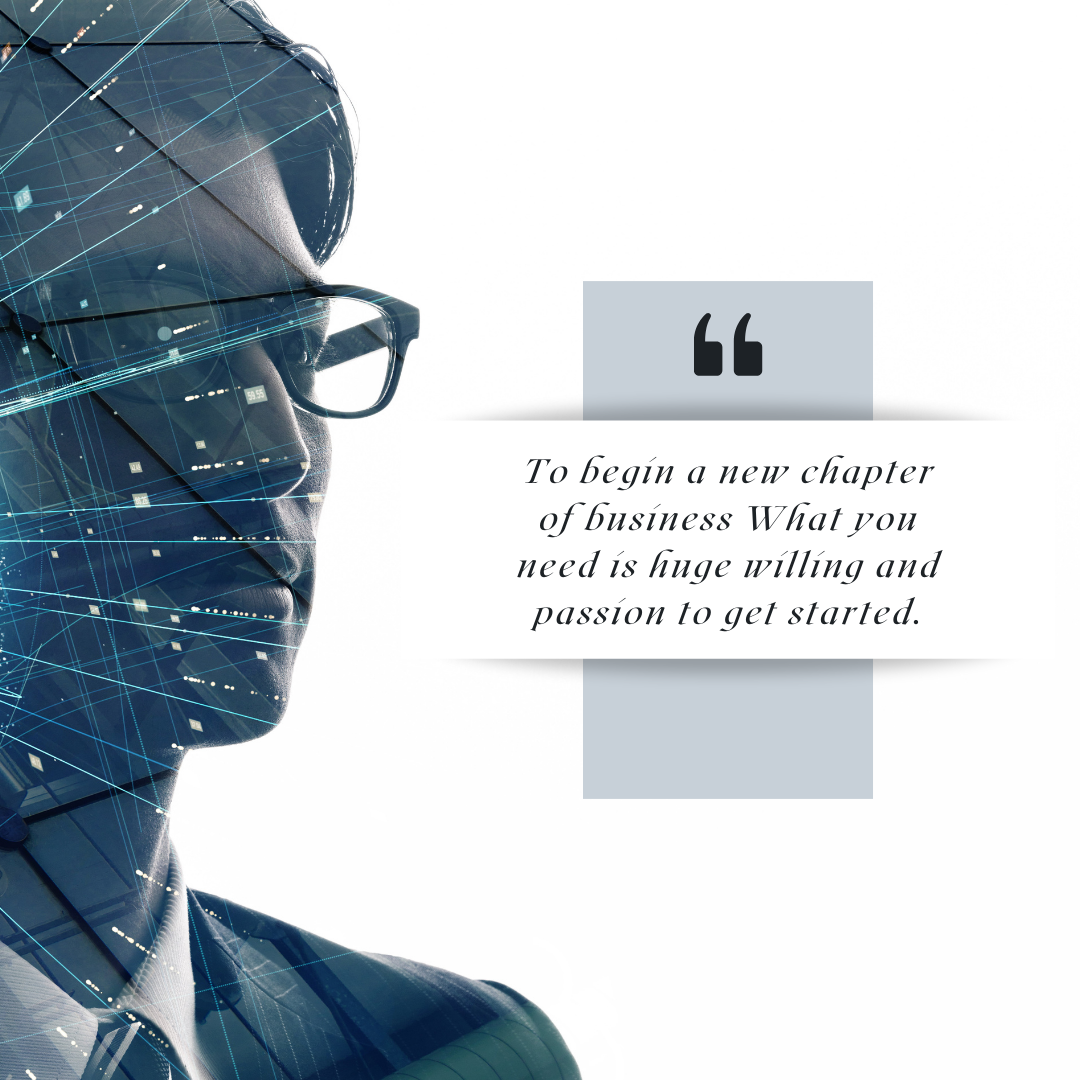 “
To begin a new chapter
of business What you
need is huge willing and
passion to get started.